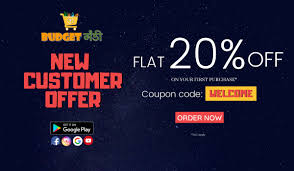 BUDGET मंडी
NEW
CUSTOMER
OFFER
GET IT ON
Google Play
FLAT 20% OFF
ON YOUR FIRST PURCHASE*
Coupon code: WELCOME
ORDER NOW